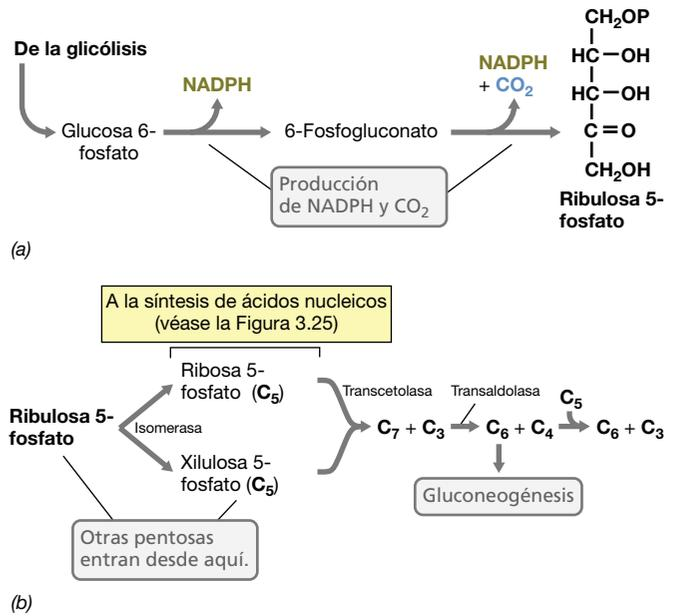 De la glicólisis
Glucosa 6-
fosfato
NADPH
6-Fosfogluconato
NADPH
+ CO₂
CH₂OP
HC—OH
HC—OH
C=O
CH₂OH
Ribulosa 5-
fosfato
Producción
de NADPH y CO₂
(a)
A la síntesis de ácidos nucleicos
(véase la Figura 3.25)
Ribulosa 5-
fosfato
Isomerasa
Ribosa 5-
fosfato (C₅)
Xilulosa 5-
fosfato (C₅)
Transcetolasa
C₇ + C₃
Transaldolasa
C₆ + C₄
C₅
C₆ + C₃
Gluconeogénesis
Otras pentosas
entran desde aquí.
(b)